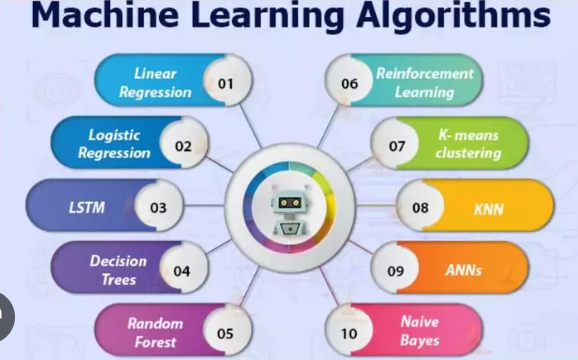 Machine Learning Algorithms
Linear
Regression
01
Logistic
Regression
02
LSTM
03
Decision
Trees
04
Random
Forest
05
06
Reinforcement
Learning
07
K- means
clustering
08
KNN
09
ANNs
10
Naive
Bayes